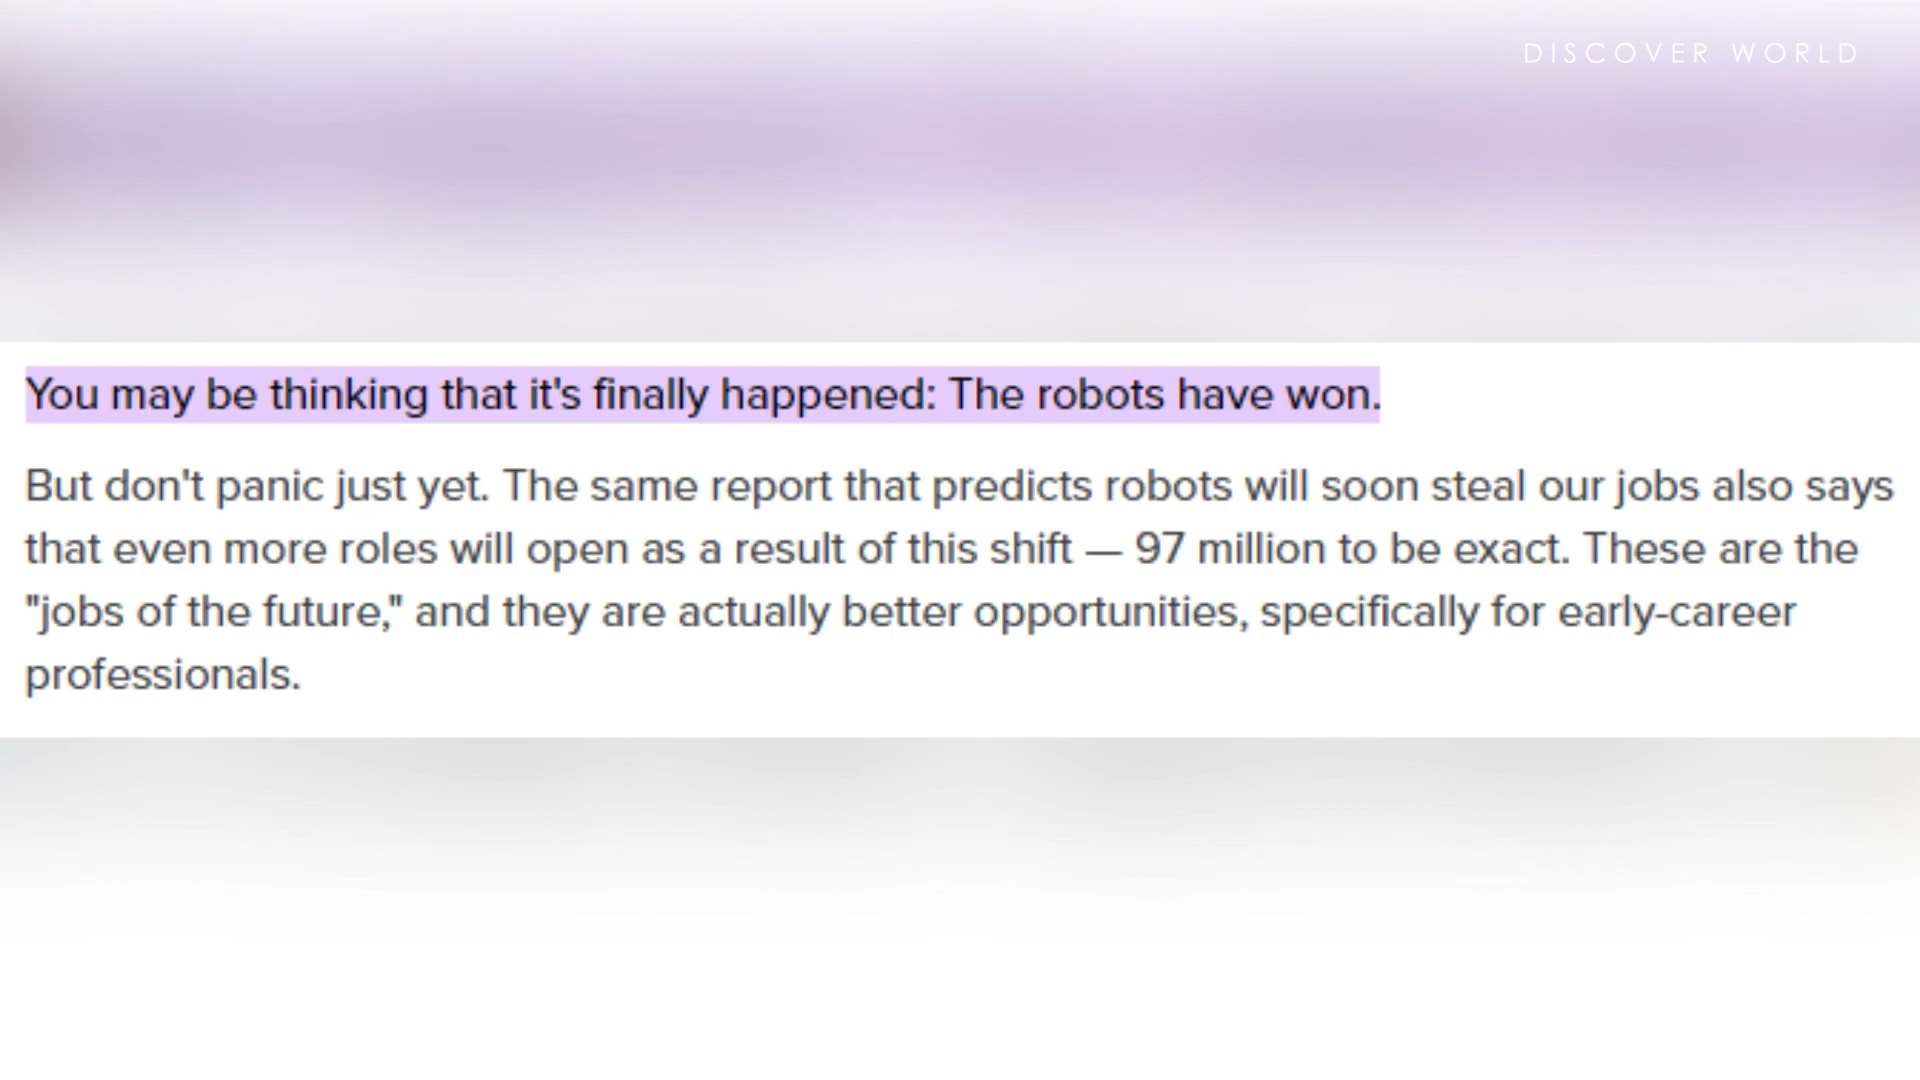 DISCOVER WORLD
You may be thinking that it's finally happened: The robots have won.
But don't panic just yet. The same report that predicts robots will soon steal our jobs also says
that even more roles will open as a result of this shift — 97 million to be exact. These are the
"jobs of the future," and they are actually better opportunities, specifically for early-career
professionals.